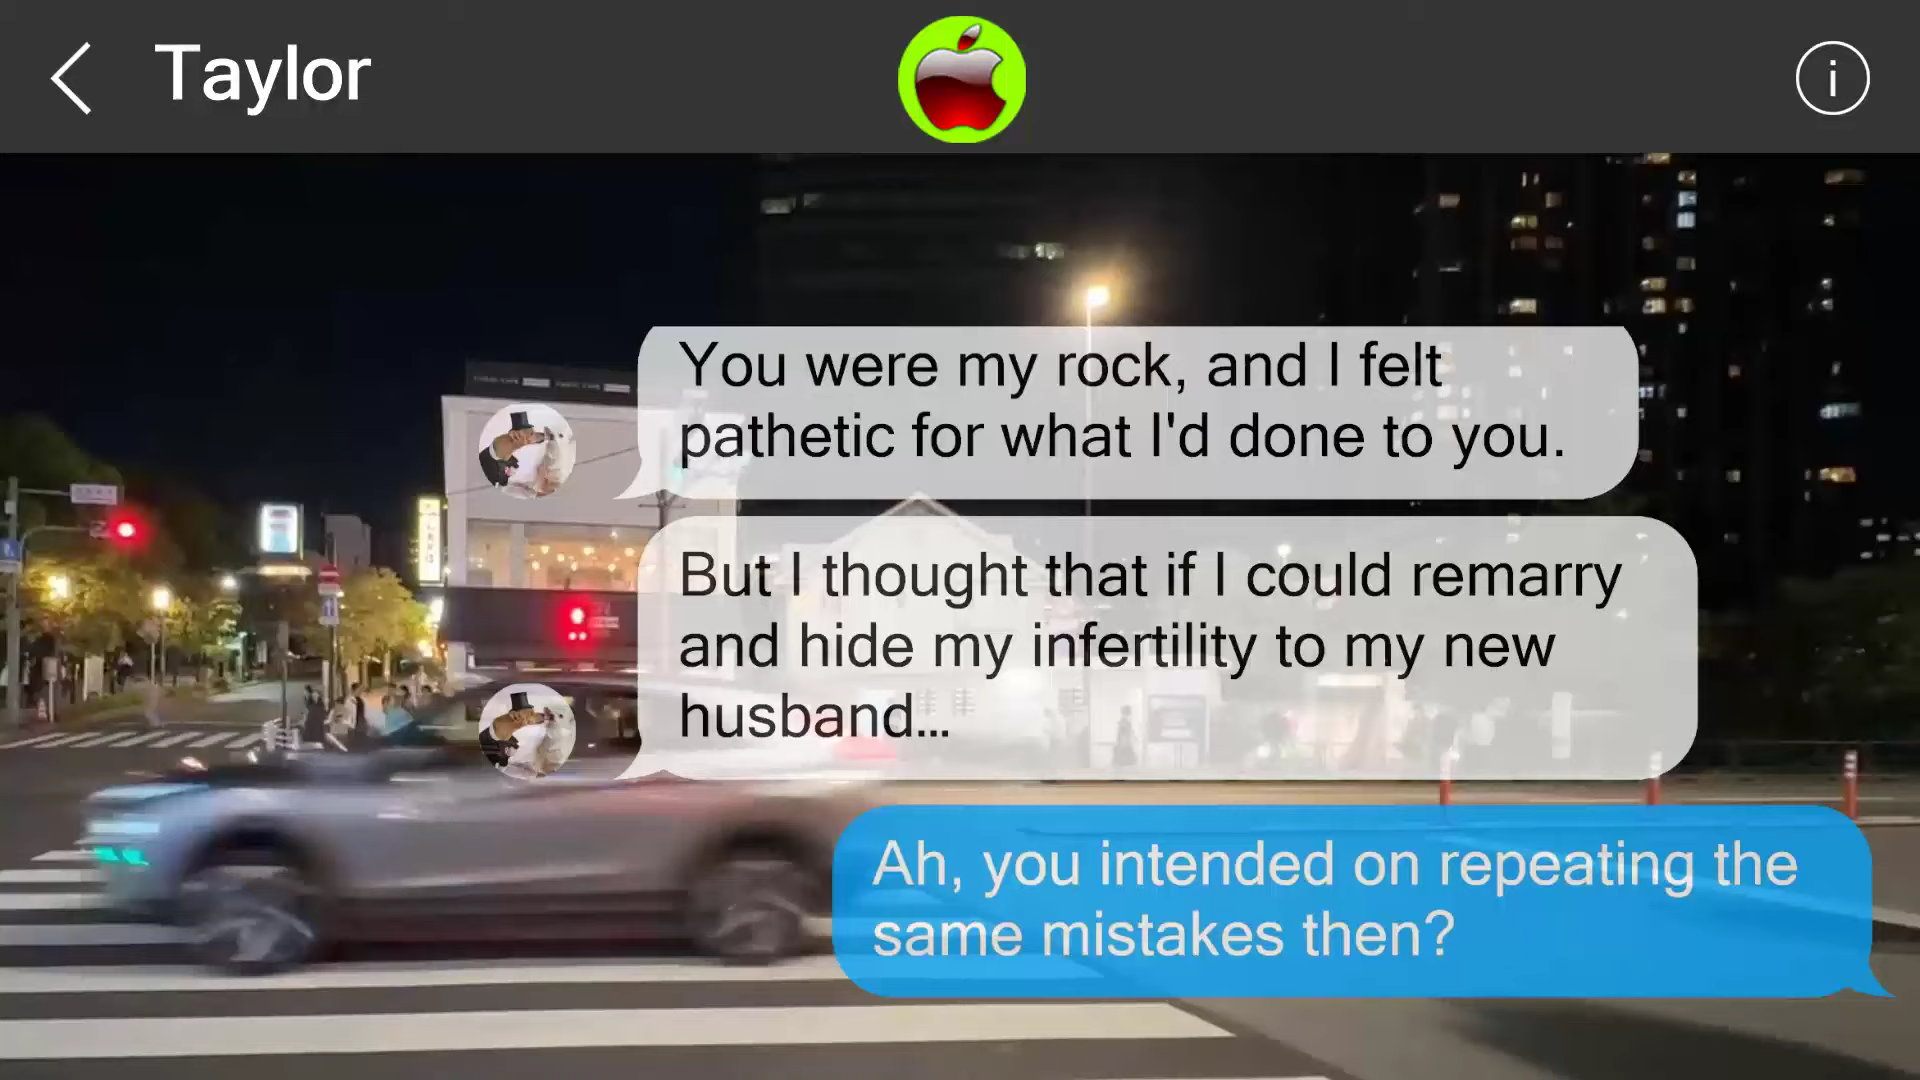 Taylor
You were my rock, and I felt
pathetic for what I'd done to you.
But I thought that if I could remarry
and hide my infertility to my new
husband...
Ah, you intended on repeating the
same mistakes then?